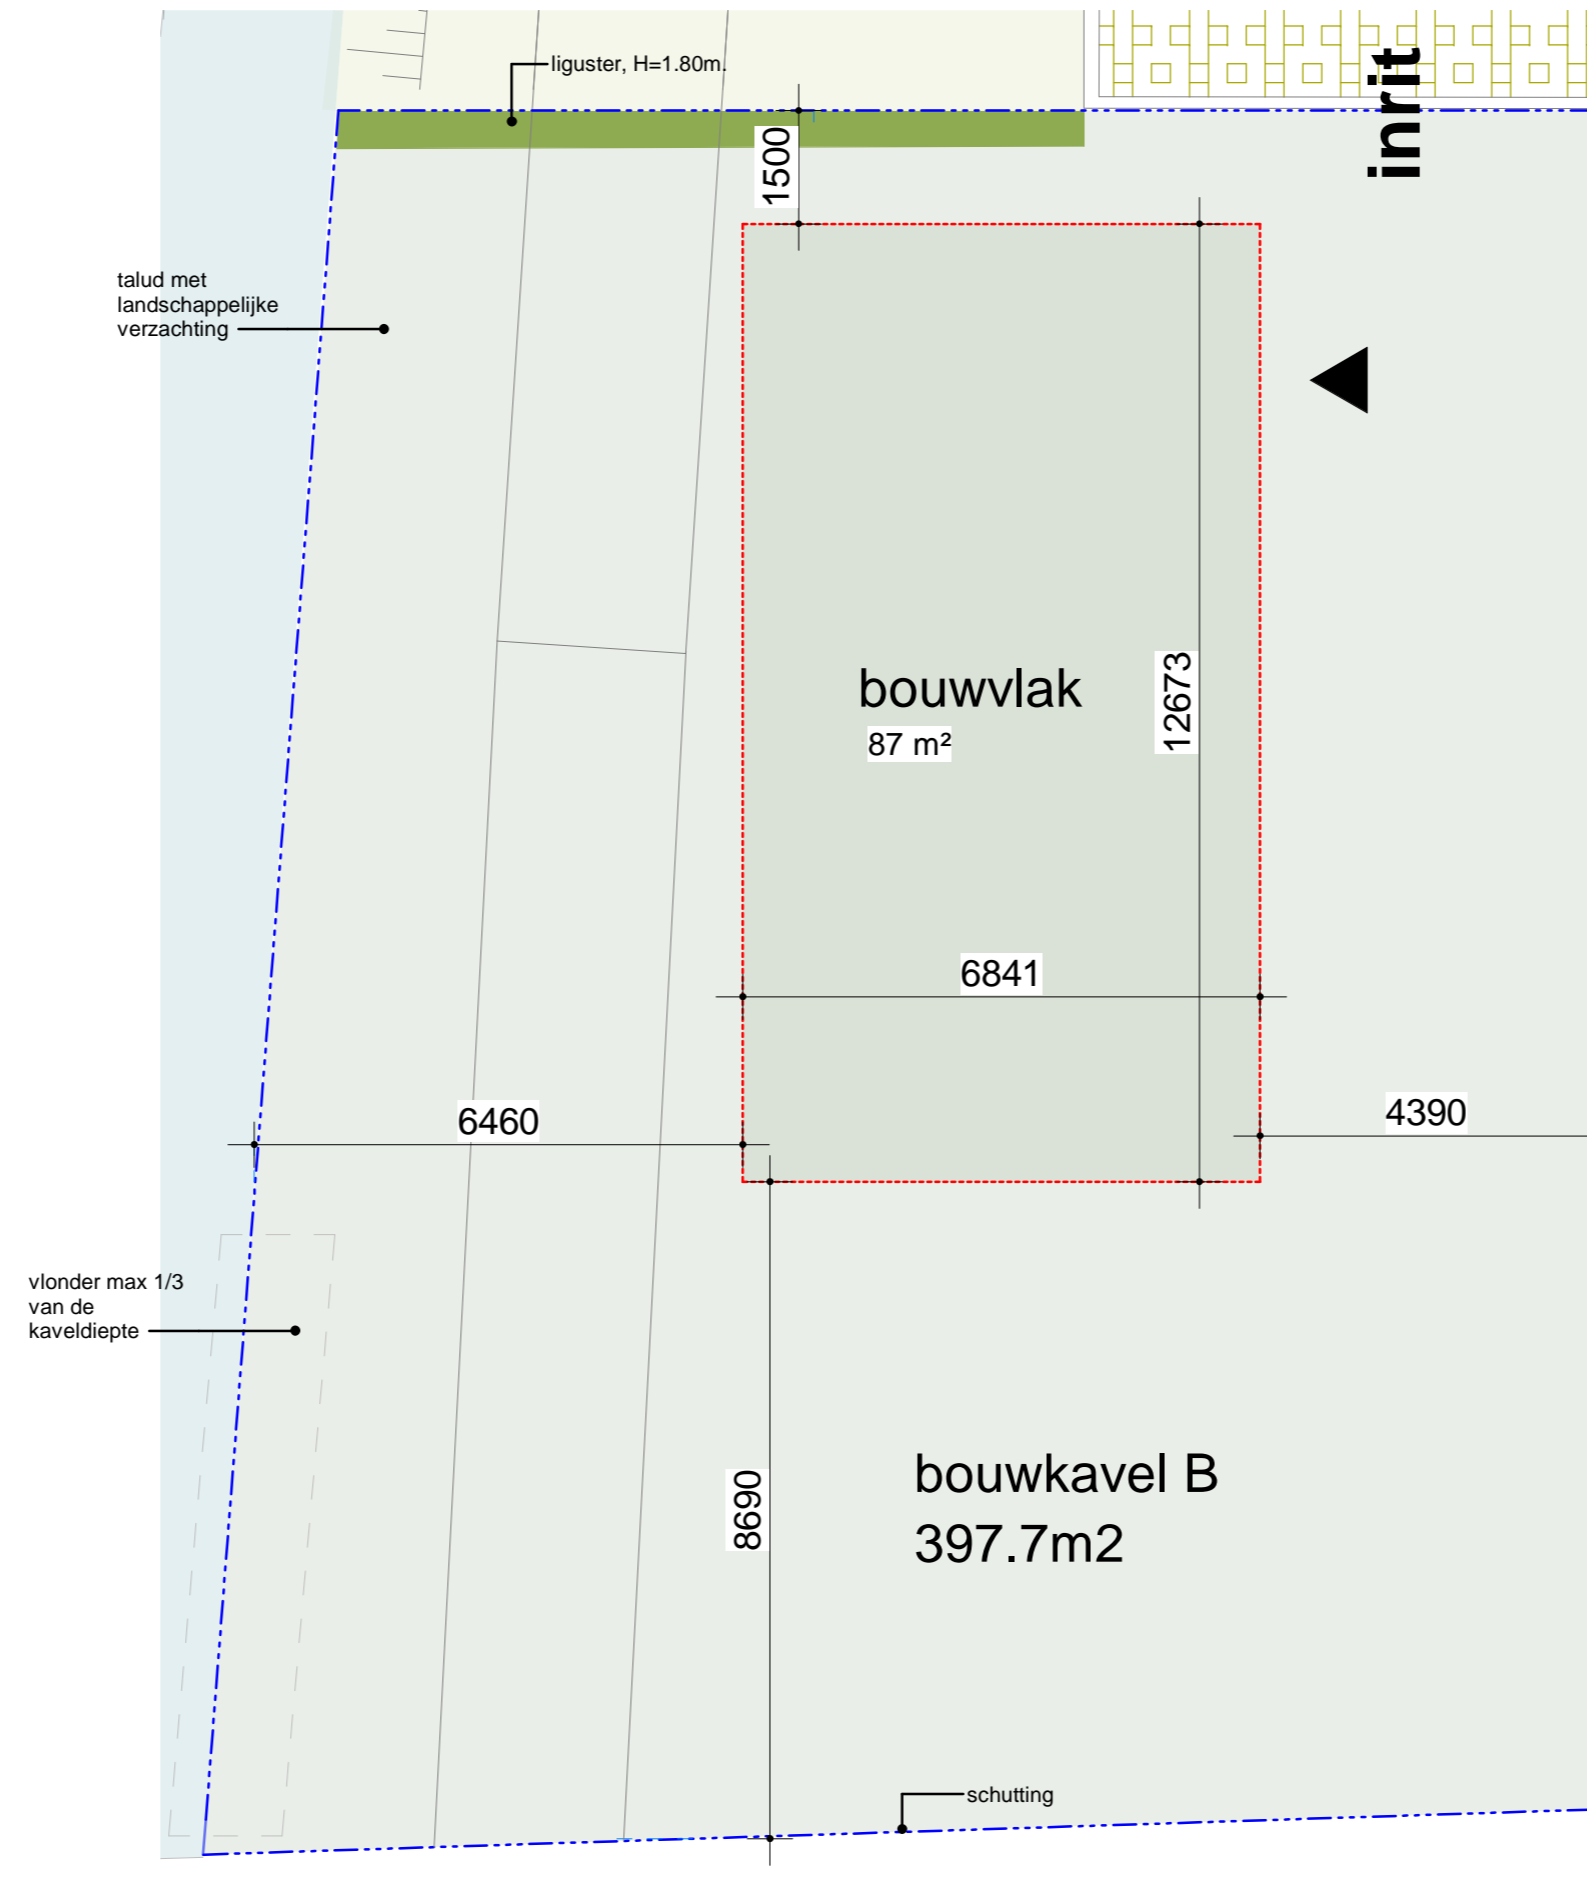 liguster, H=1.80m.
inrit
1500
talud met
landschappelijke
verzachting
bouwvlak
87 m²
12673
6841
6460
4390
vlonder max 1/3
van de
kaveldiepte
bouwkavel B
397.7m2
8690
schutting